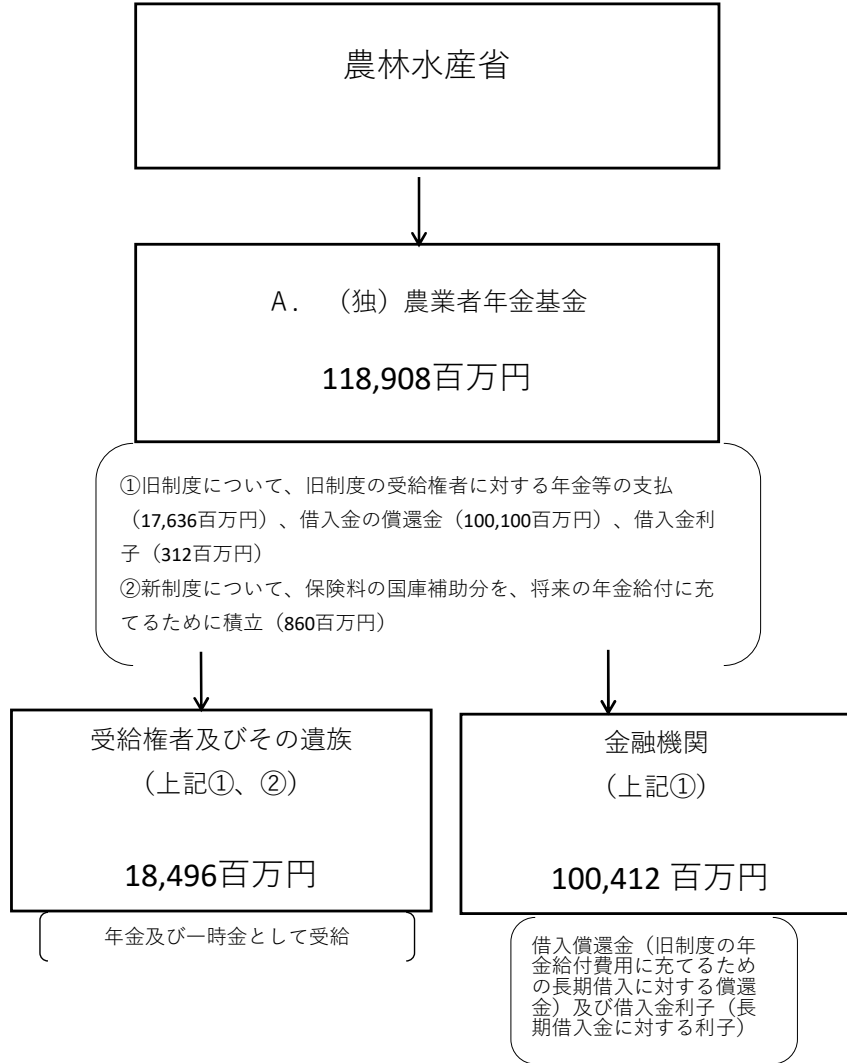 農林水産省
A. （独）農業者年金基金
118,908百万円
①旧制度について、旧制度の受給権者に対する年金等の支払
（17,636百万円）、借入金の償還金（100,100百万円）、借入金利
子（312百万円）
②新制度について、保険料の国庫補助分を、将来の年金給付に充
てるために積立（860百万円）
受給権者及びその遺族
（上記①、②）
18,496百万円
年金及び一時金として受給
金融機関
（上記①）
100,412 百万円
借入償還金（旧制度の年
金給付費用に充てるため
の長期借入に対する償還
金）及び借入金利子（長
期借入金に対する利子）